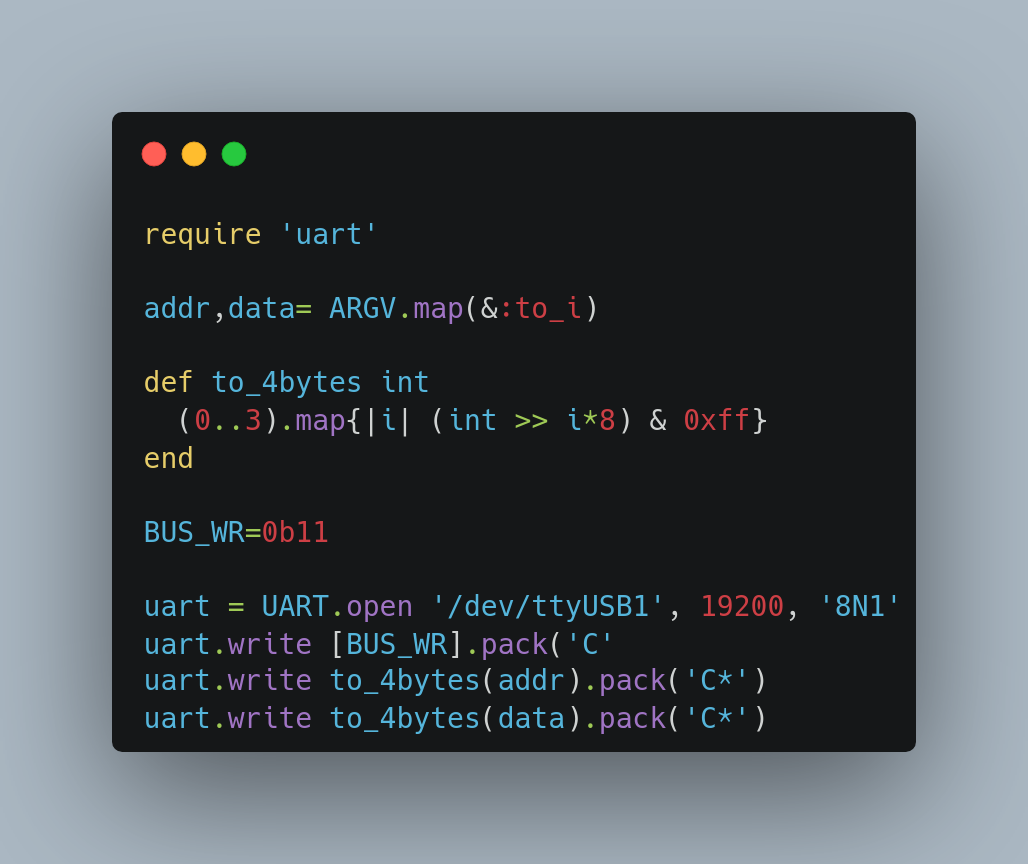 require 'uart'
addr,data= ARGV.map(&:to_i)
def to_4bytes int
  (0..3).map{|i| (int >> i*8) & 0xff}
end
BUS_WR=0b11
uart = UART.open '/dev/ttyUSB1', 19200, '8N1'
uart.write [BUS_WR].pack('C'
uart.write to_4bytes(addr).pack('C*')
uart.write to_4bytes(data).pack('C*')